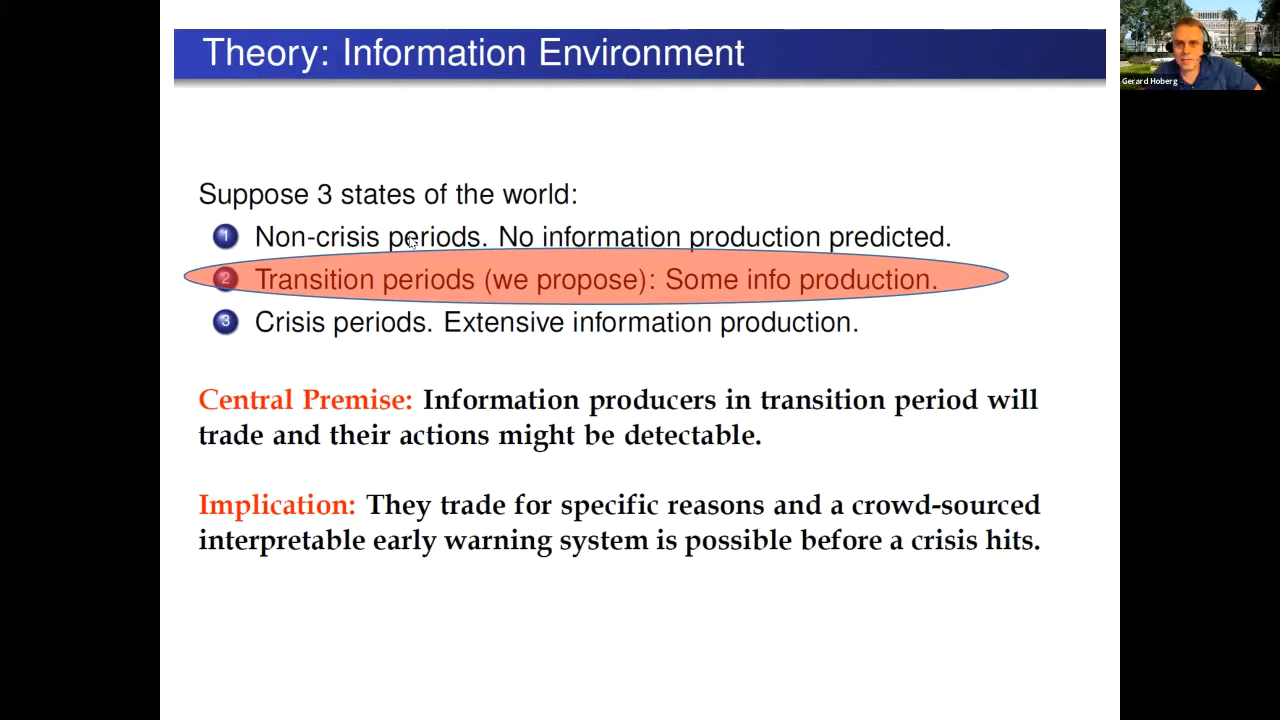 Theory: Information Environment
Gerard Hoberg
Suppose 3 states of the world:
1 Non-crisis periods. No information production predicted.
2 Transition periods (we propose): Some info production.
3 Crisis periods. Extensive information production.
Central Premise: Information producers in transition period will
trade and their actions might be detectable.
Implication: They trade for specific reasons and a crowd-sourced
interpretable early warning system is possible before a crisis hits.